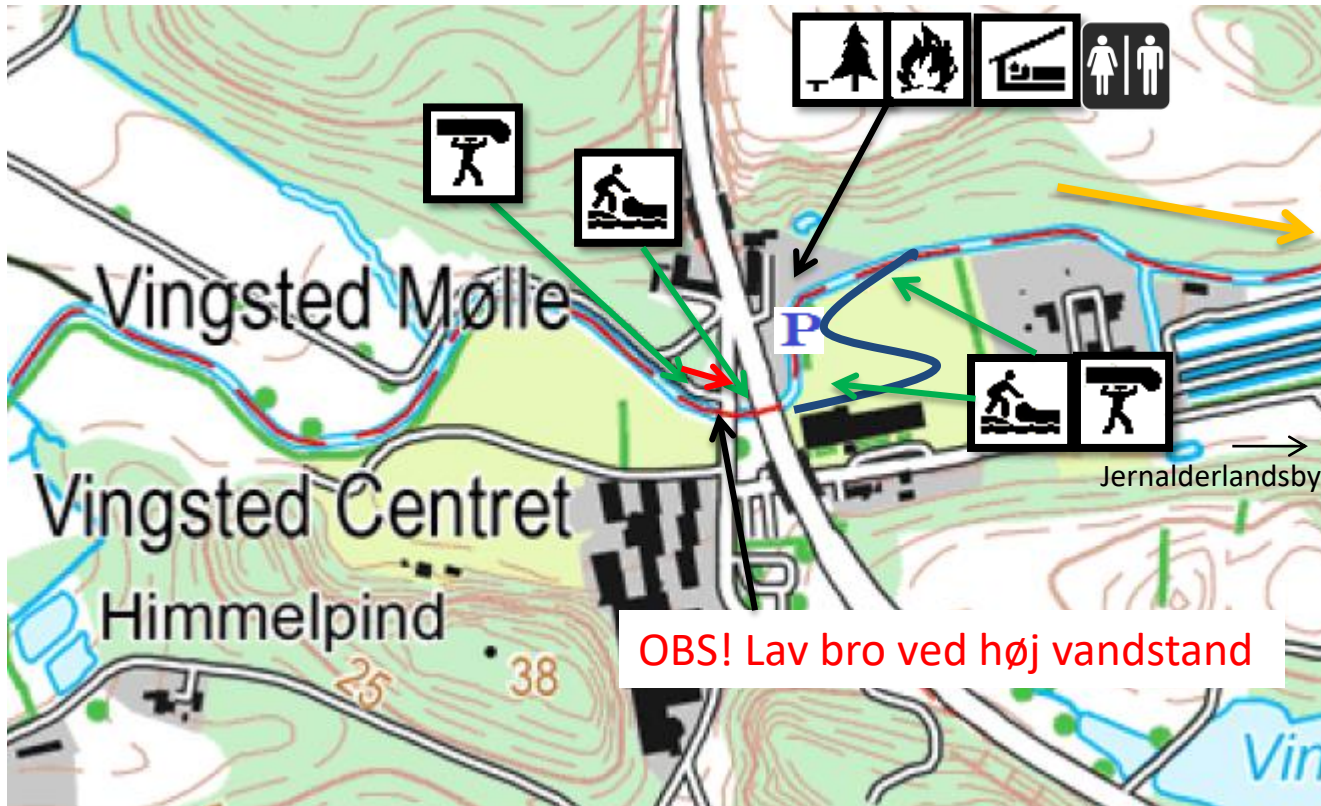 Vingsted Mølle
P
Jernalderlandsby
Vingsted Centret
Himmelpind
OBS! Lav bro ved høj vandstand
25
38
Vin